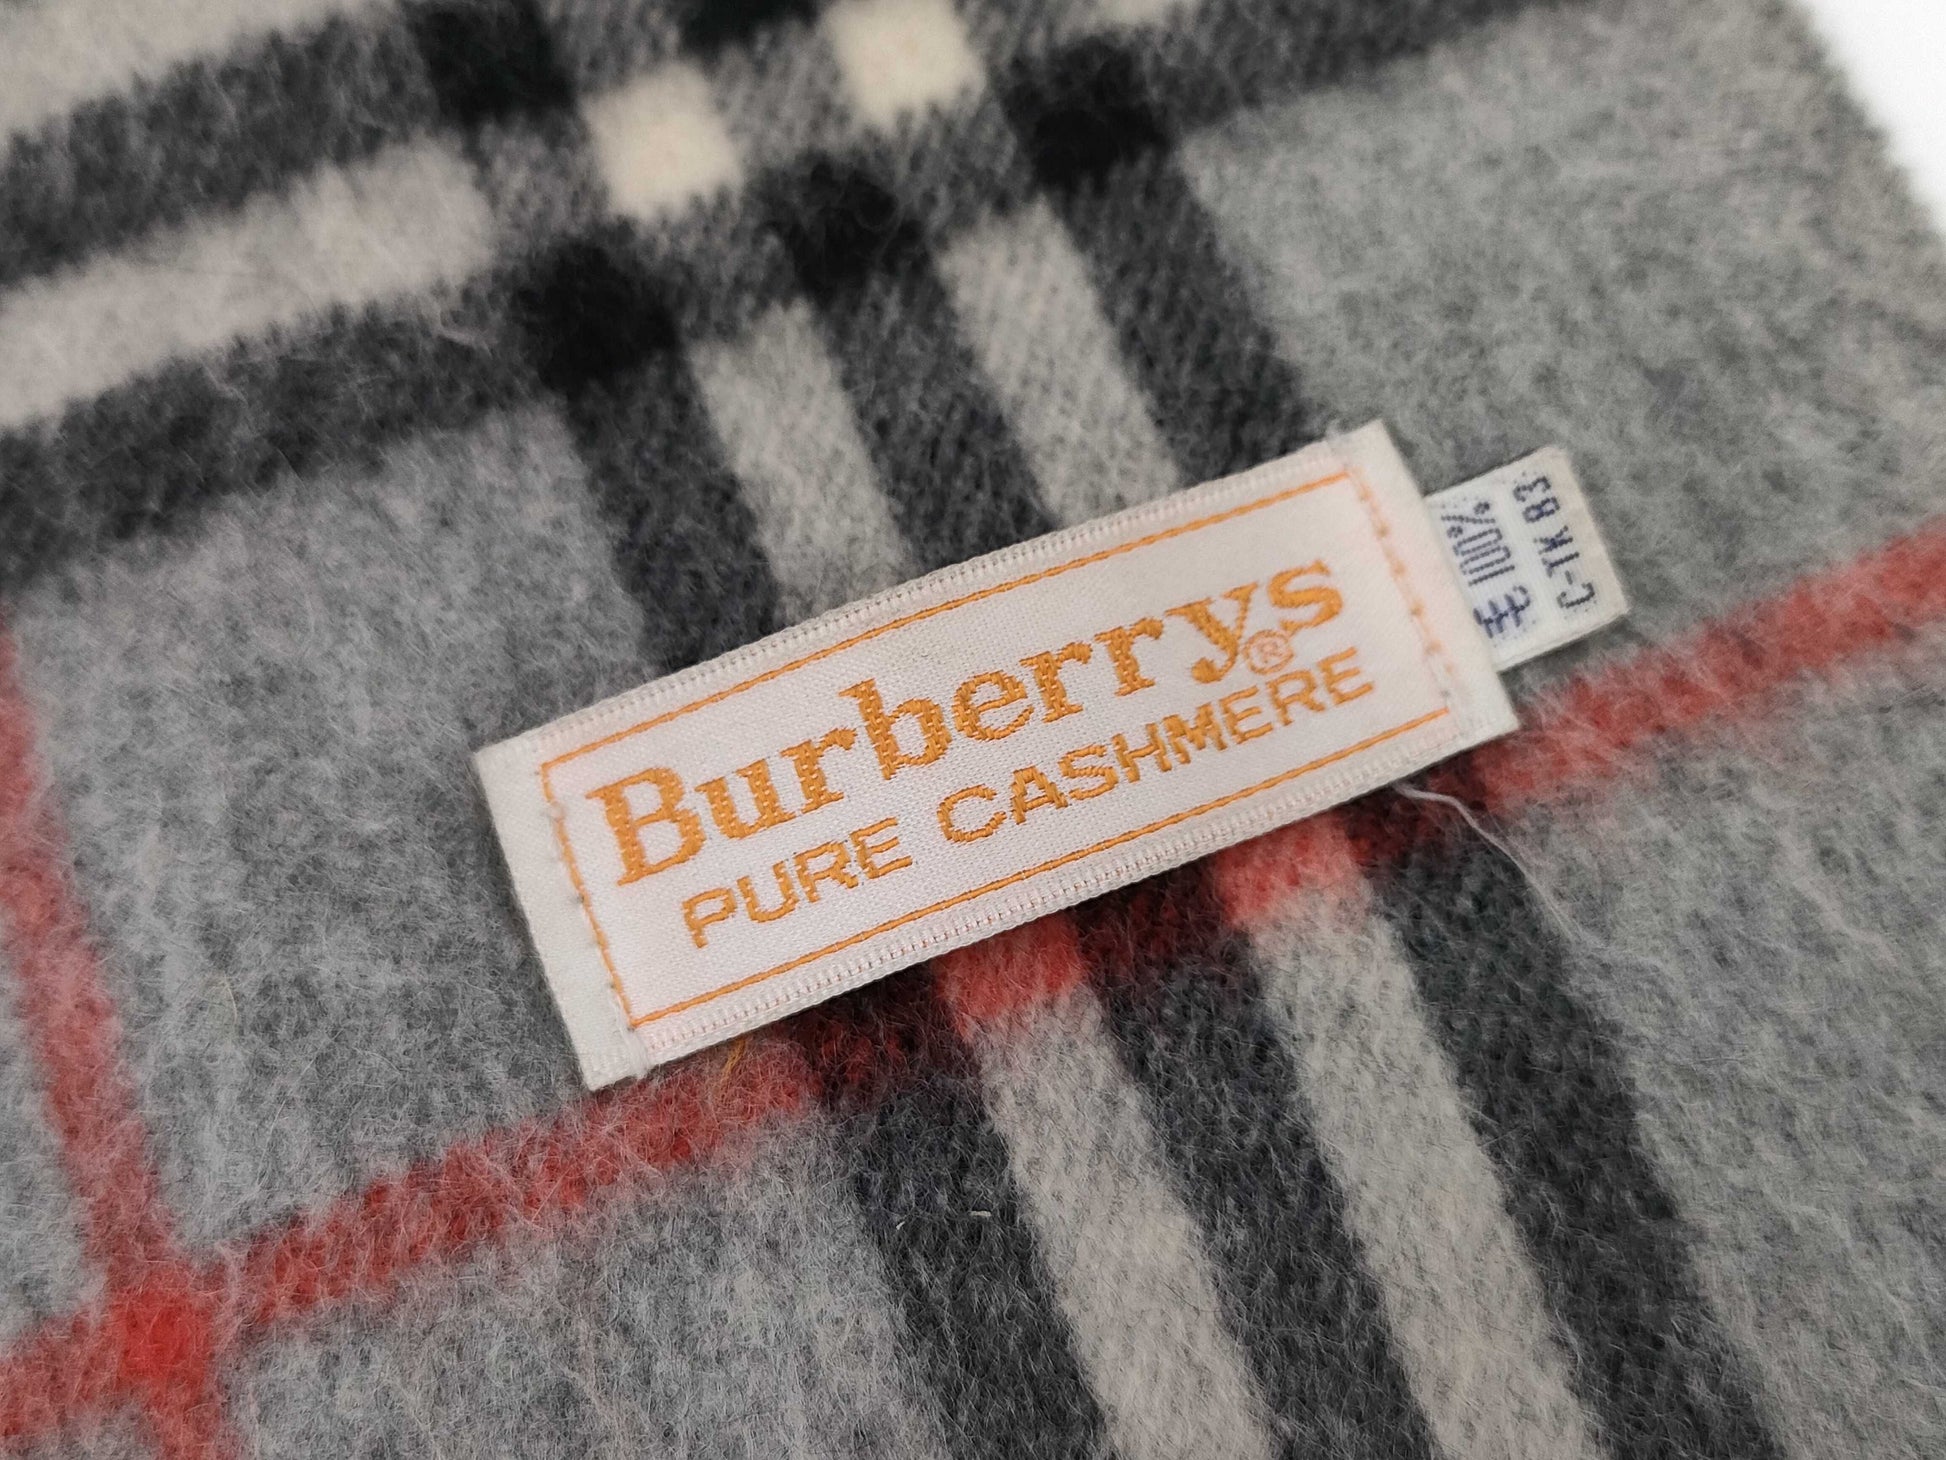 Burberrys®
PURE CASHMERE
毛 100%
C-TK 83